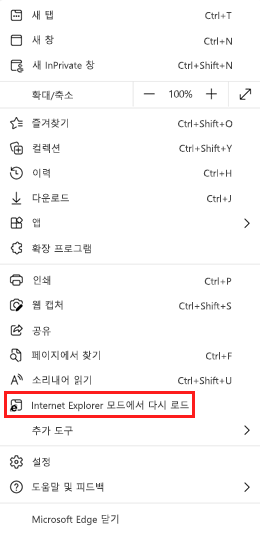 새 탭 Ctrl+T
새 창 Ctrl+N
새 InPrivate 창 Ctrl+Shift+N
확대/축소 — 100% +
즐겨찾기 Ctrl+Shift+O
컬렉션 Ctrl+Shift+Y
이력 Ctrl+H
다운로드 Ctrl+J
앱
확장 프로그램
인쇄 Ctrl+P
웹 캡처 Ctrl+Shift+S
공유
페이지에서 찾기 Ctrl+F
소리내어 읽기 Ctrl+Shift+U
Internet Explorer 모드에서 다시 로드
추가 도구
설정
도움말 및 피드백
Microsoft Edge 닫기